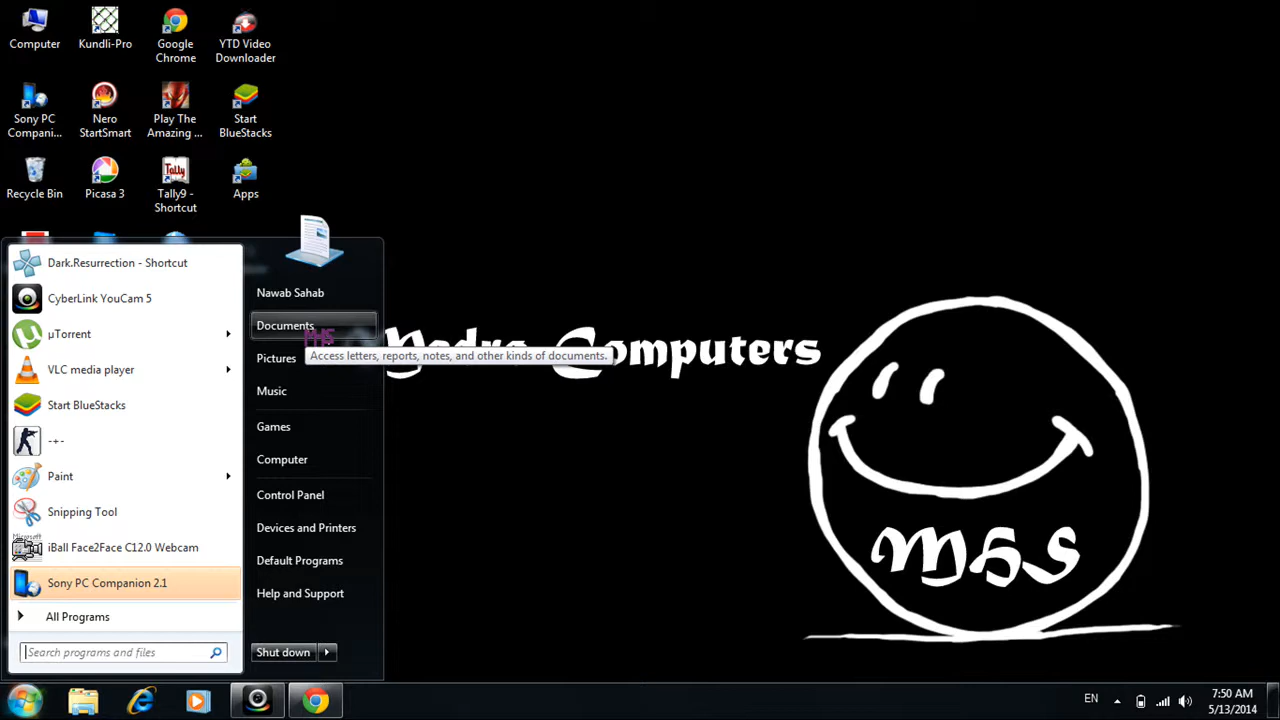 Computer
Kundli-Pro
Google
Chrome
YTD Video
Downloader
Sony PC
Compani...
Nero
StartSmart
Play The
Amazing ...
Start
BlueStacks
Recycle Bin
Picasa 3
Tally
Tally9 -
Shortcut
Apps
Dark.Resurrection - Shortcut
CyberLink YouCam 5
µTorrent
VLC media player
Start BlueStacks
-+-
Paint
Snipping Tool
Microsoft
iBall Face2Face C12.0 Webcam
Sony PC Companion 2.1
All Programs
Search programs and files
Nawab Sahab
Documents
MHS
Pictures
Access letters, reports, notes, and other kinds of documents.
Music
Games
Computer
Control Panel
Devices and Printers
Default Programs
Help and Support
Shut down
Computers
MHS
EN
7:50 AM
5/13/2014